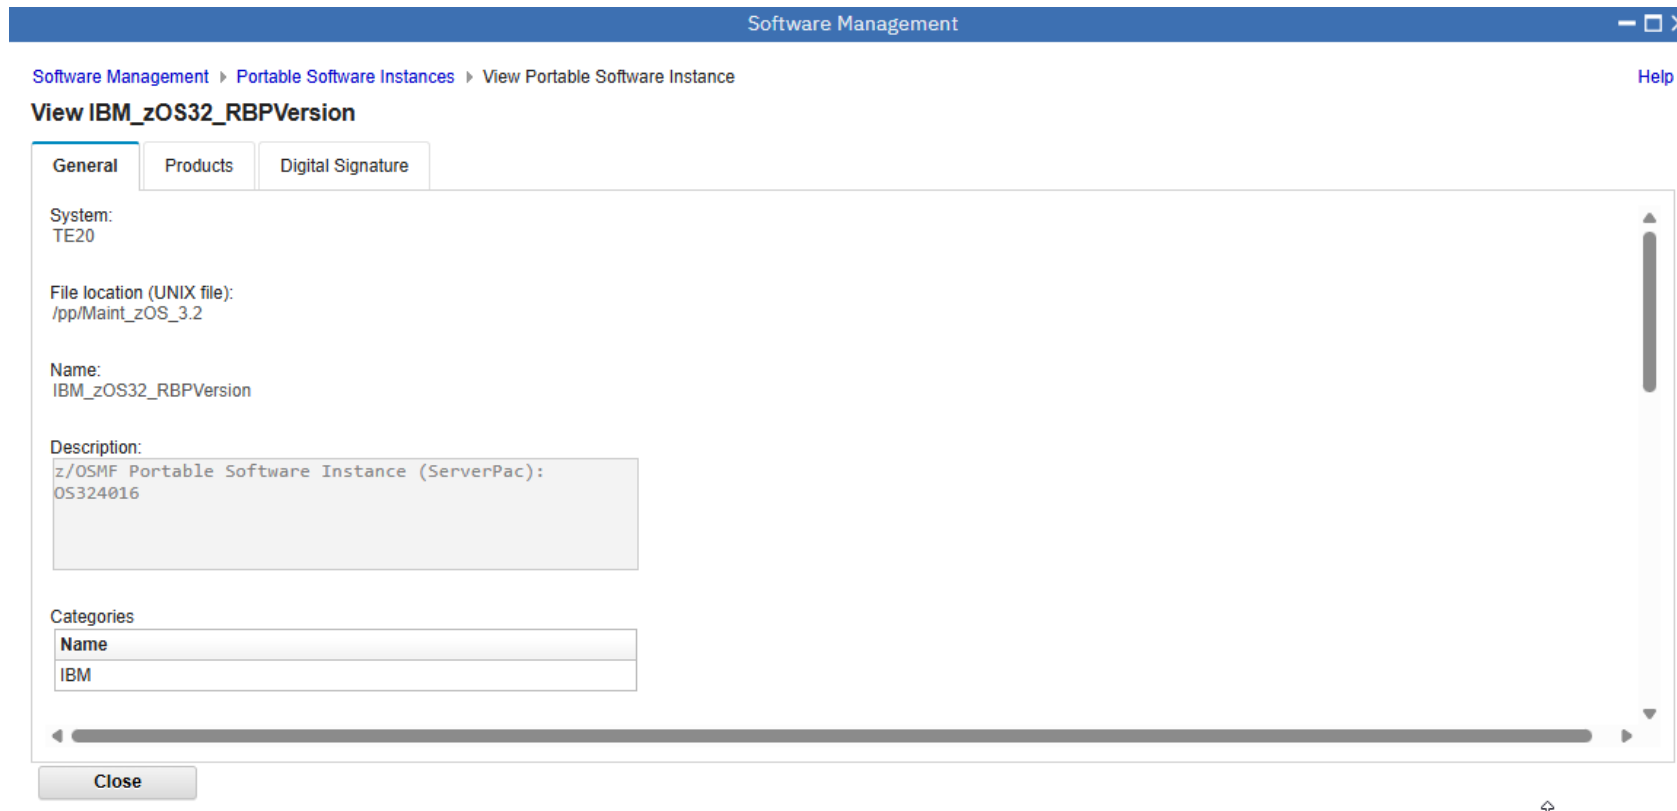 Software Management
Software Management Portable Software Instances View Portable Software Instance Help
View IBM_zOS32_RBPVersion
General Products Digital Signature
System:
TE20
File location (UNIX file):
/pp/Maint_zOS_3.2
Name:
IBM_zOS32_RBPVersion
Description:
z/OSMF Portable Software Instance (ServerPac):
OS324016
Categories
Name
IBM
Close